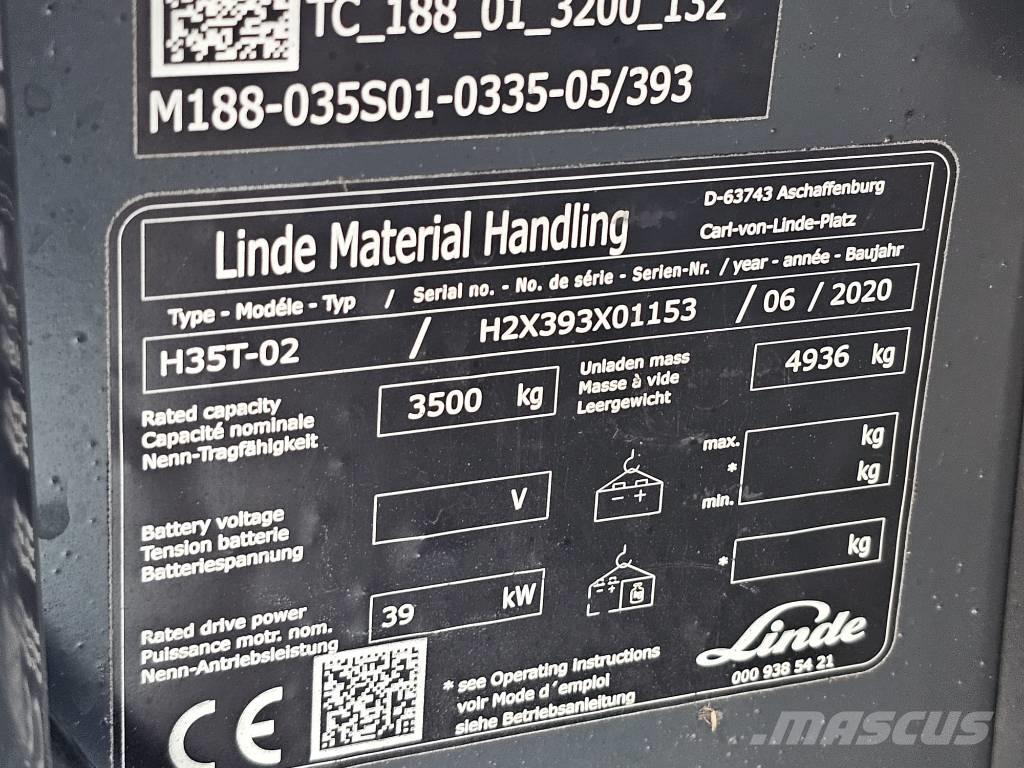 TC_188_01_3200_132
M188-035S01-0335-05/393
Linde Material Handling
D-63743 Aschaffenburg
Carl-von-Linde-Platz
Type - Modéle - Typ / Serial no. - No. de série - Serien-Nr. / year - année - Baujahr
H35T-02 / H2X393X01153 / 06 / 2020
Rated capacity
Capacité nominale
Nenn-Tragfähigkeit
3500 kg
Unladen mass
Masse à vide
Leergewicht
4936 kg
Battery voltage
Tension batterie
Batteriespannung
V
- +
max. kg
* kg
min.
* kg
Rated drive power
Puissance motr. nom.
Nenn-Antriebsleistung
39 kW
- +
CE
* see Operating Instructions
voir Mode d´emploi
siehe Betriebsanleitung
Linde
000 938 54 21
MASCUS